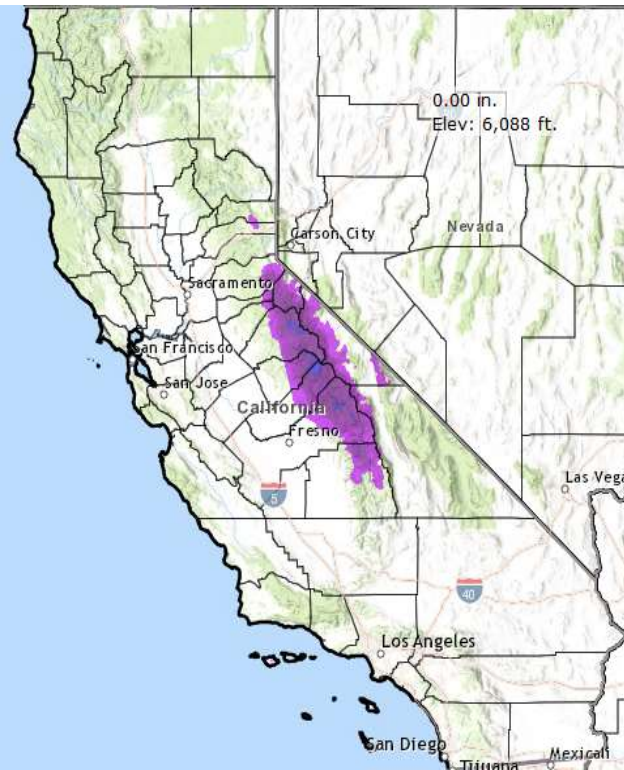 0.00 in.
Elev: 6,088 ft.
Nevada
Carson City
Sacramento
San Francisco
San Jose
California
Fresno
5
Las Vega
40
Los Angeles
San Diego
Tijuana
Mexicali